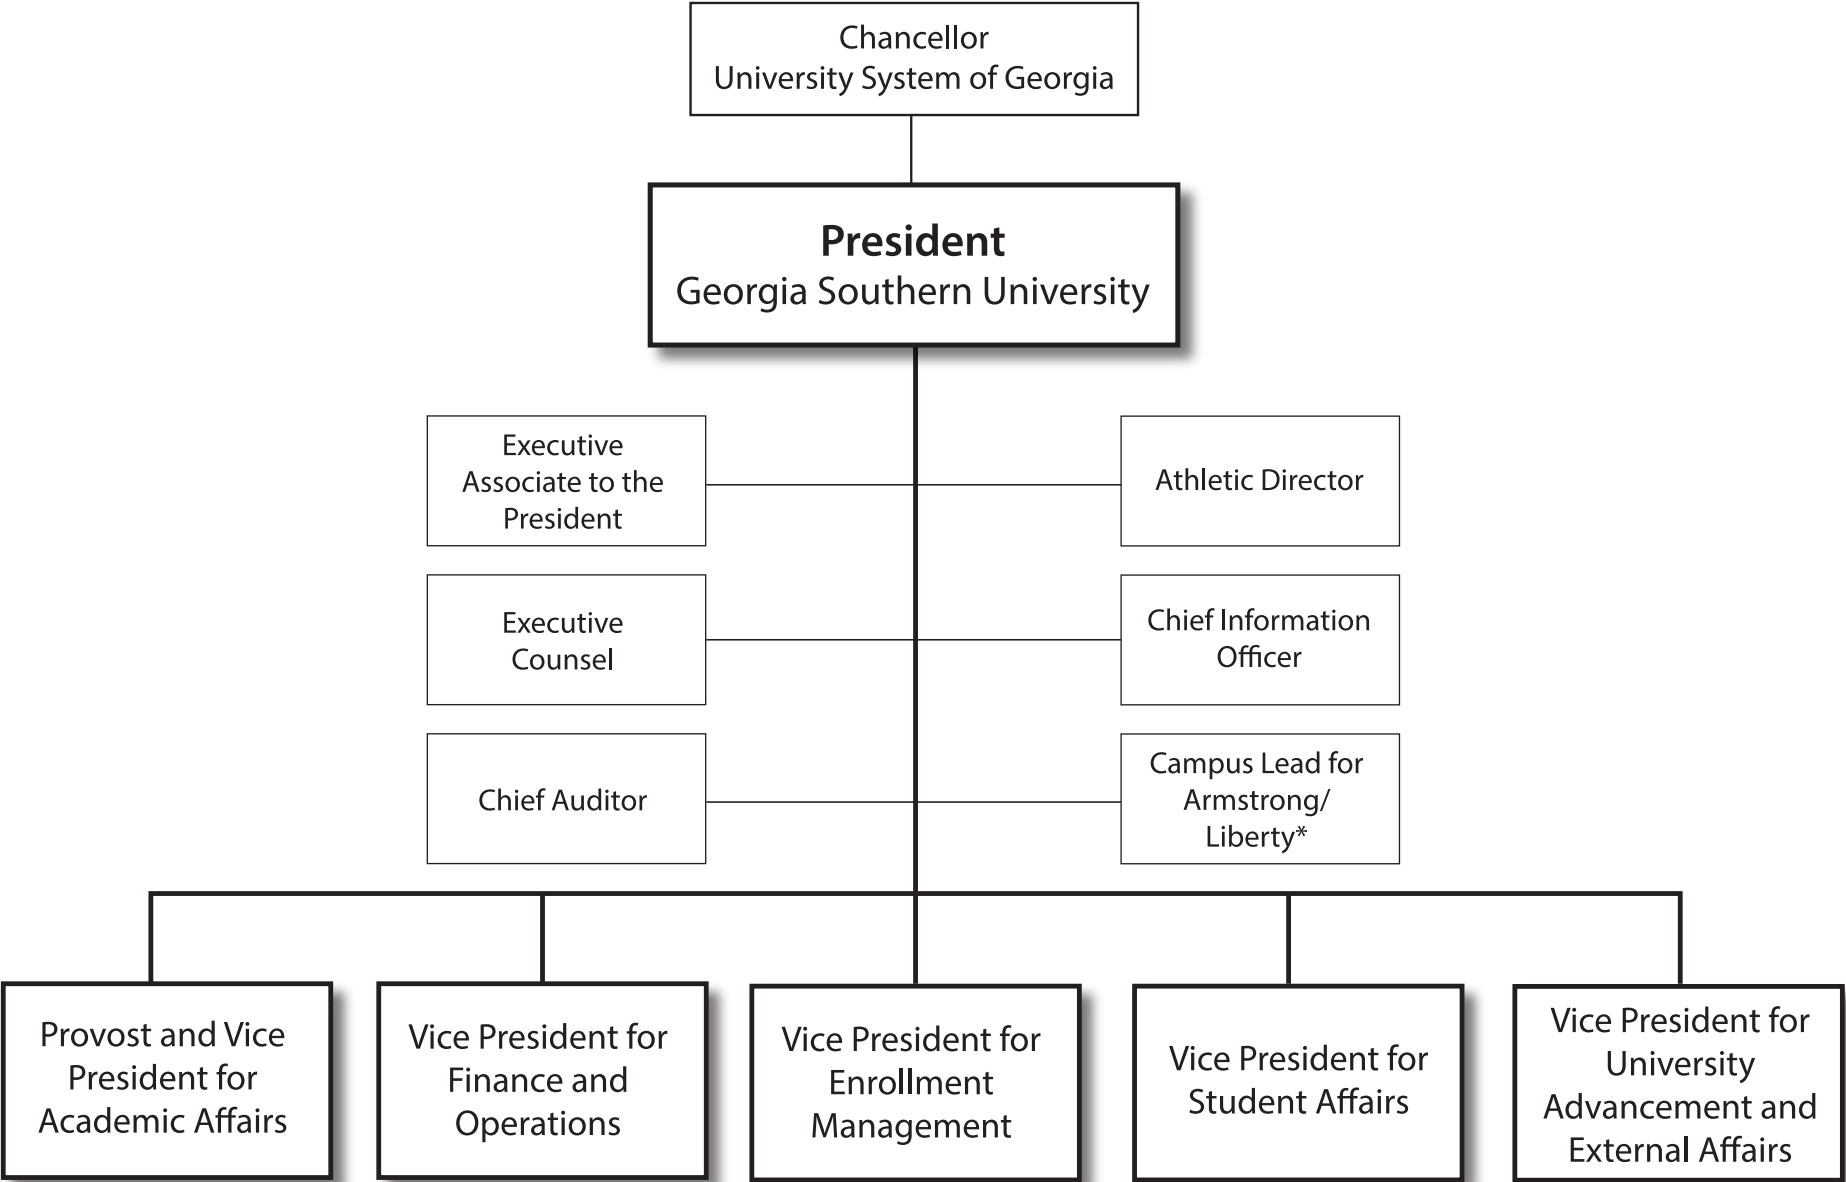 Chancellor
University System of Georgia
President
Georgia Southern University
Executive
Associate to the
President
Athletic Director
Executive
Counsel
Chief Information
Officer
Chief Auditor
Campus Lead for
Armstrong/
Liberty*
Provost and Vice
President for
Academic Affairs
Vice President for
Finance and
Operations
Vice President for
Enrollment
Management
Vice President for
Student Affairs
Vice President for
University
Advancement and
External Affairs